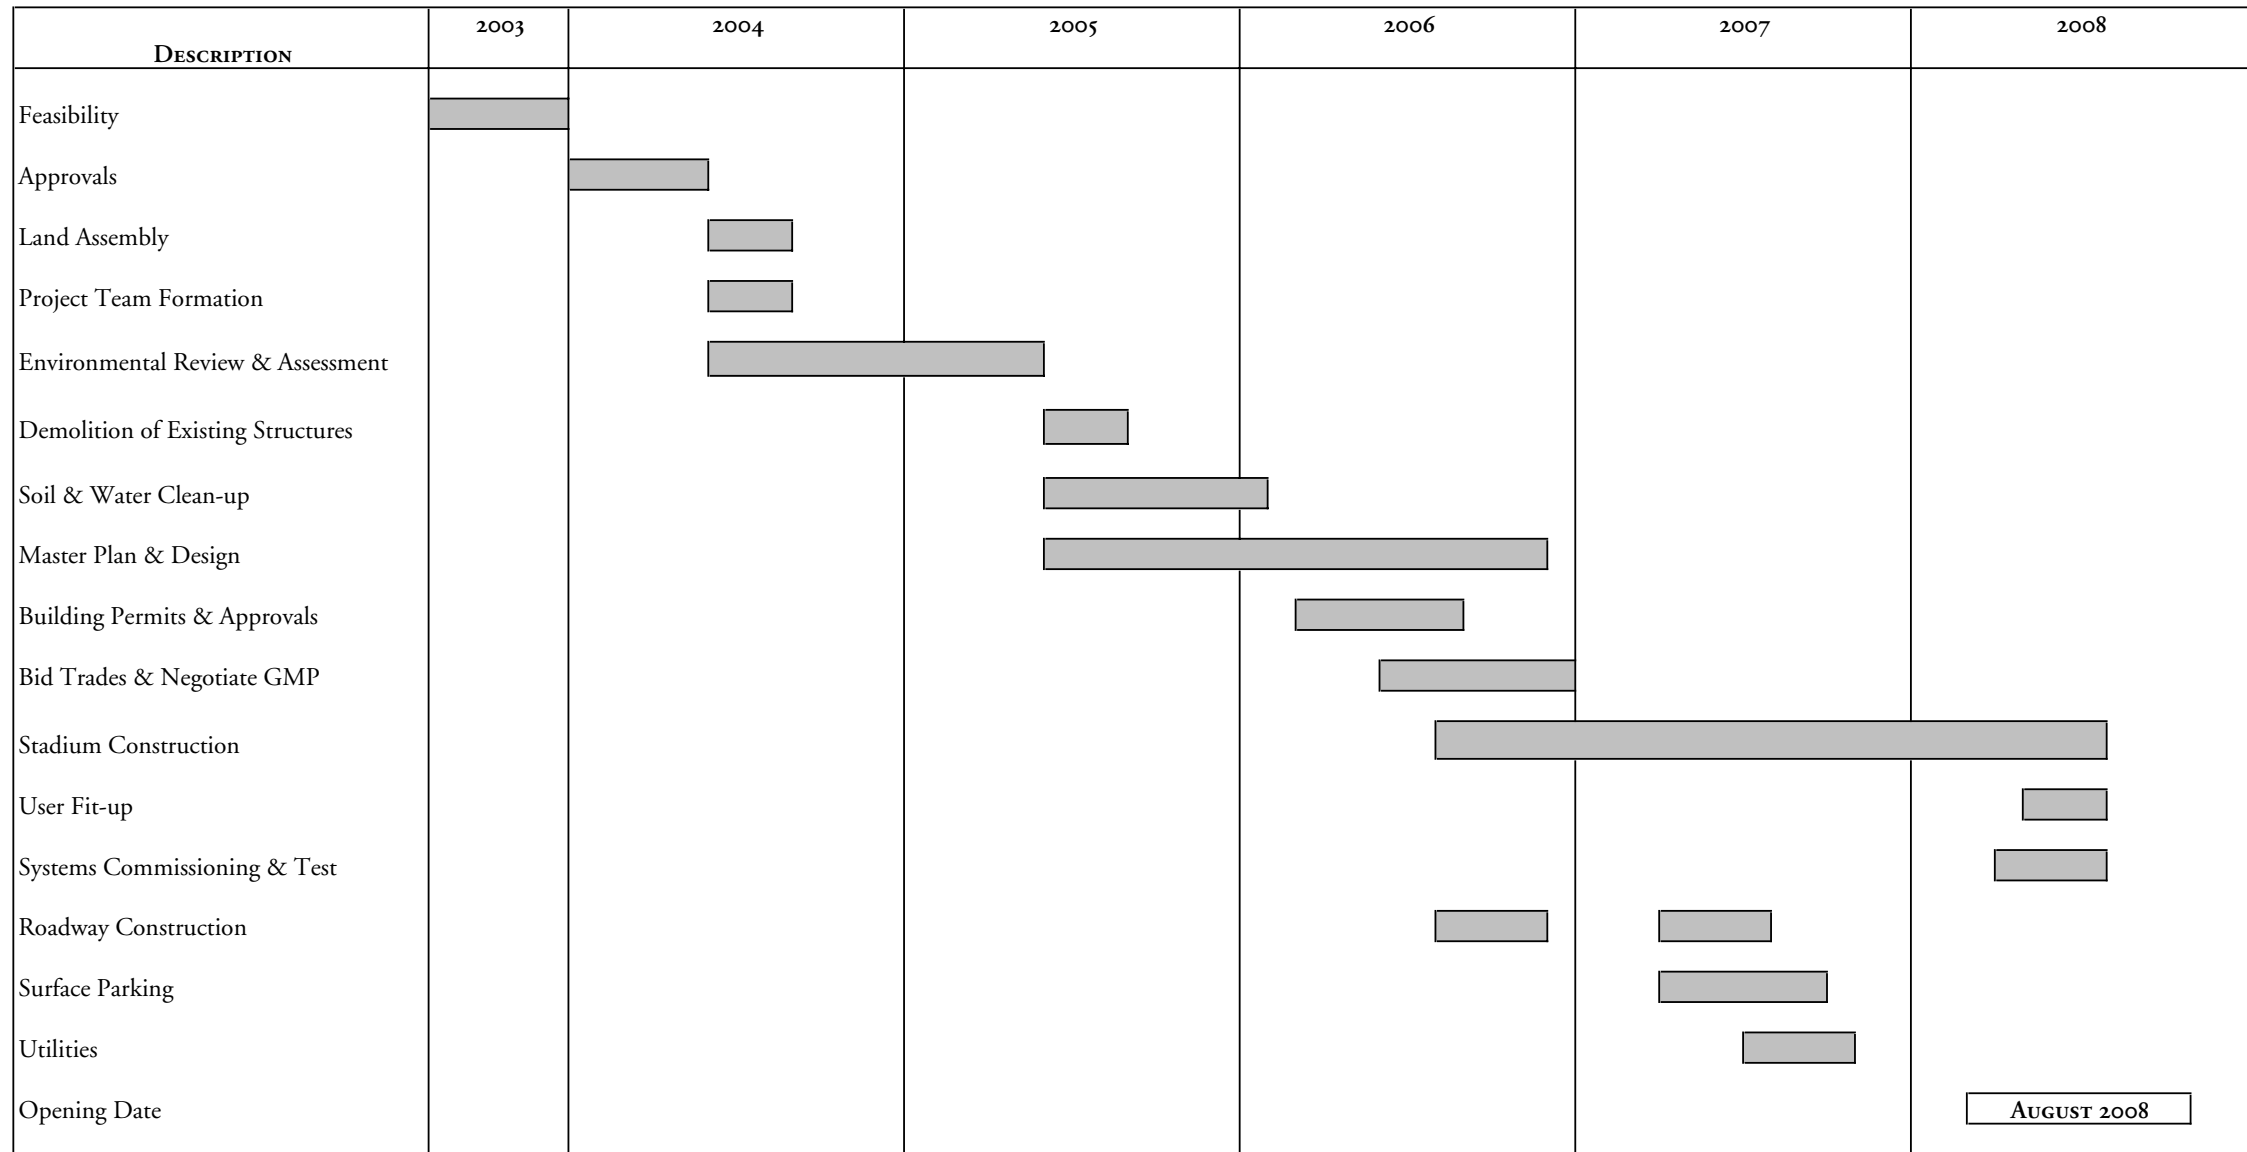 2003 2004 2005 2006 2007 2008
Description
Feasibility
Approvals
Land Assembly
Project Team Formation
Environmental Review & Assessment
Demolition of Existing Structures
Soil & Water Clean-up
Master Plan & Design
Building Permits & Approvals
Bid Trades & Negotiate GMP
Stadium Construction
User Fit-up
Systems Commissioning & Test
Roadway Construction
Surface Parking
Utilities
Opening Date August 2008